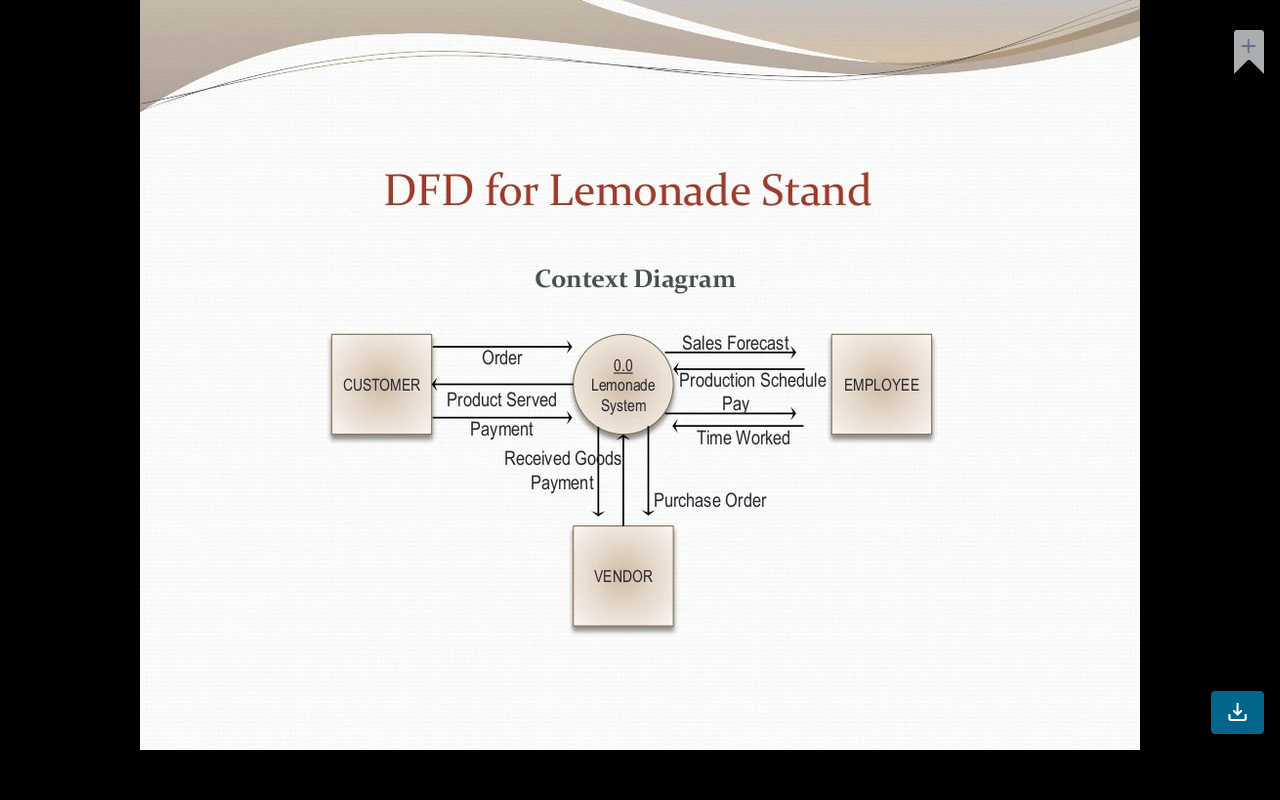 DFD for Lemonade Stand
Context Diagram
CUSTOMER
Order
Product Served
Payment
0.0
Lemonade
System
Sales Forecast
Production Schedule
Pay
Time Worked
EMPLOYEE
Received Goods
Payment
Purchase Order
VENDOR